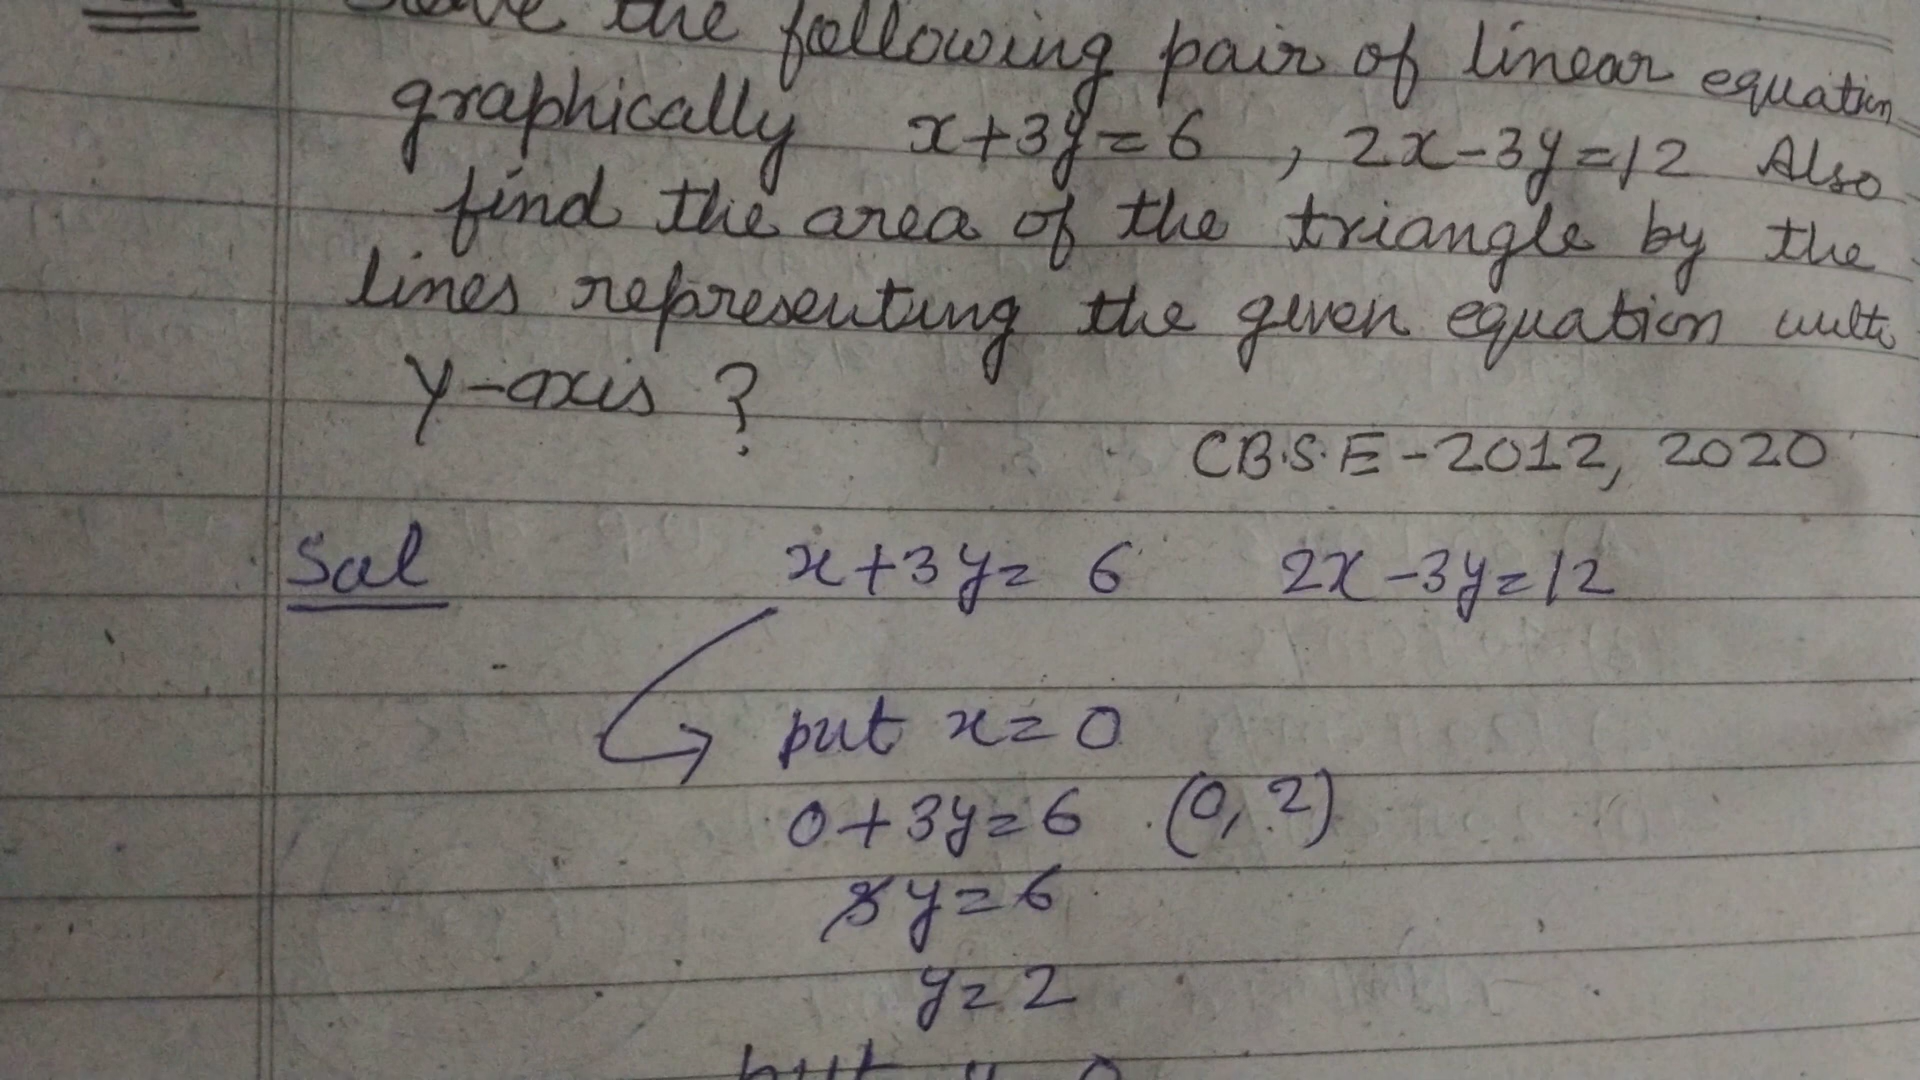 the following pair of linear equation
graphically x+3y=6 , 2x-3y=12 Also
find the area of the triangle by the
lines representing the given equation with
Y-axis ?
C.B.S.E-2012, 2020
Sol x+3y=6 2x-3y=12
put x=0
0+3y=6 (0,2)
3y=6
y=2
put